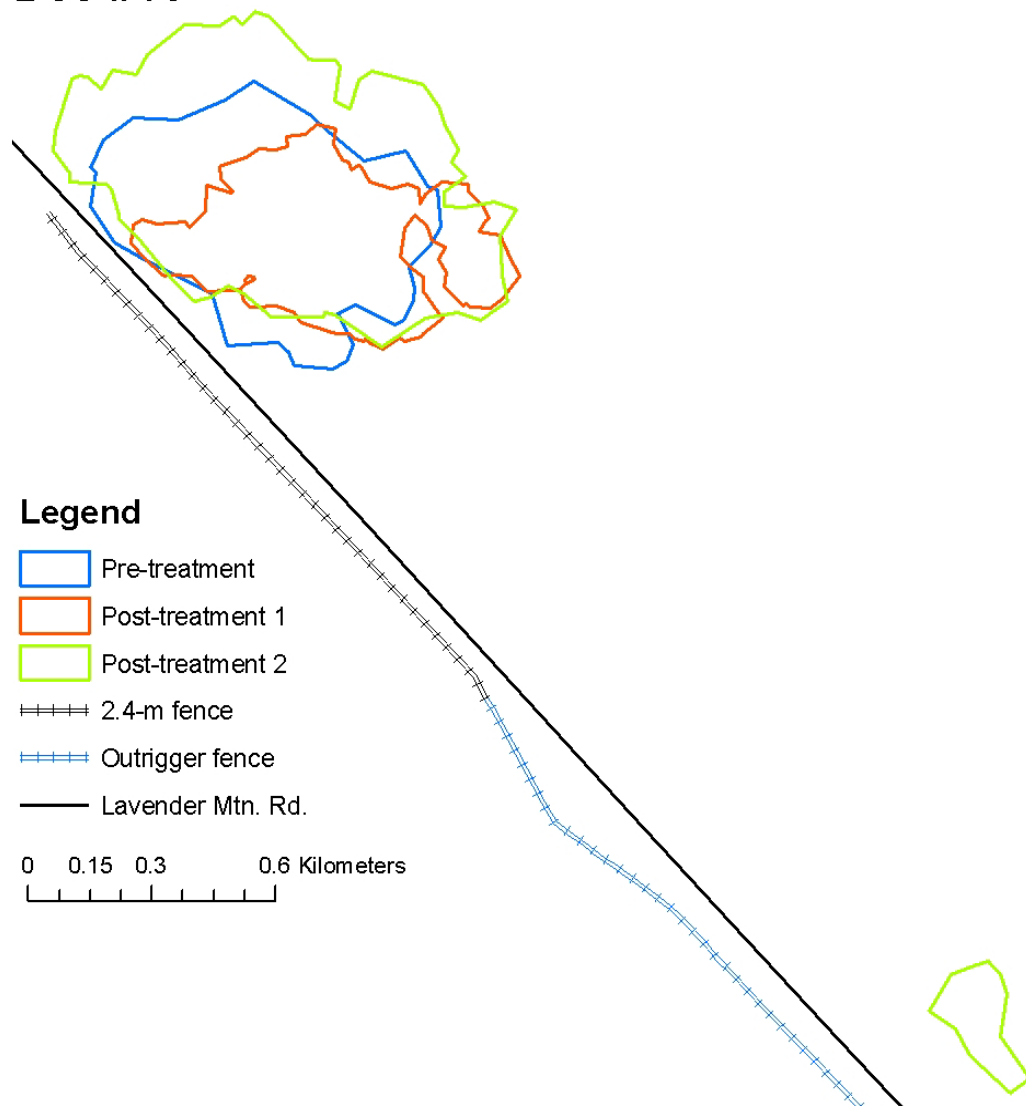 Legend
Pre-treatment
Post-treatment 1
Post-treatment 2
2.4-m fence
Outrigger fence
Lavender Mtn. Rd.
0 0.15 0.3 0.6 Kilometers